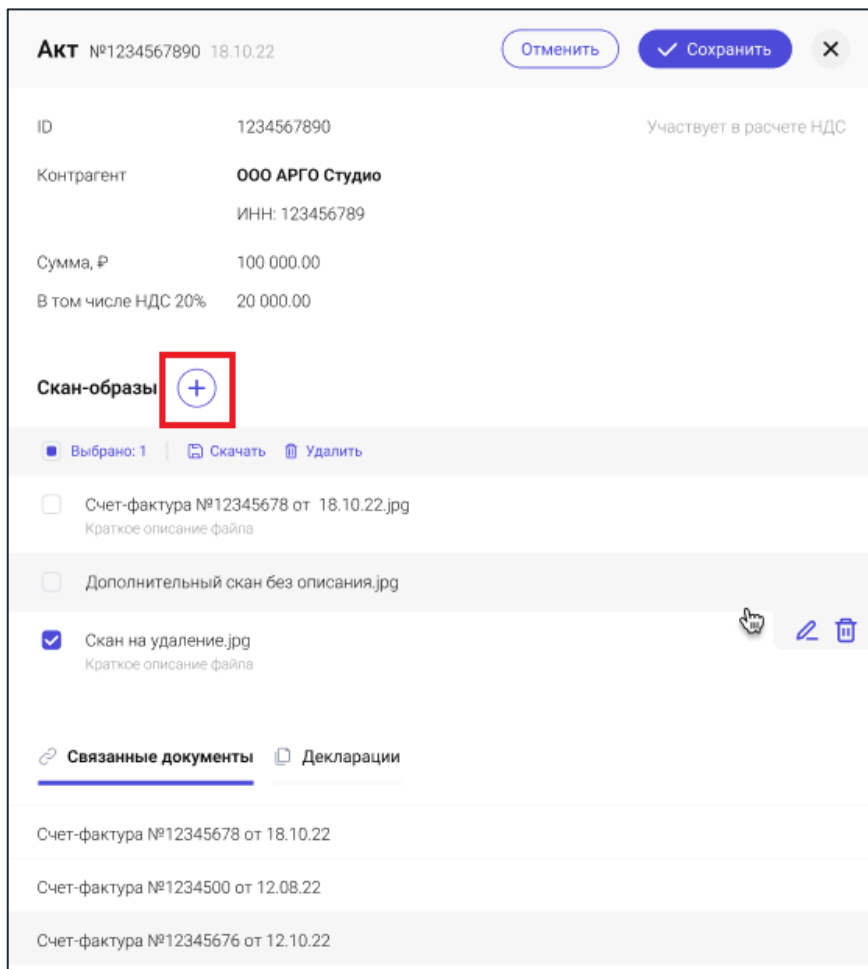 Акт №1234567890 18.10.22 Отменить Сохранить
ID 1234567890 Участвует в расчете НДС
Контрагент ООО АРГО Студио
ИНН: 123456789
Сумма, ₽ 100 000.00
В том числе НДС 20% 20 000.00
Скан-образы
Выбрано: 1 Скачать Удалить
Счет-фактура №12345678 от 18.10.22.jpg
Краткое описание файла
Дополнительный скан без описания.jpg
Скан на удаление.jpg
Краткое описание файла
Связанные документы Декларации
Счет-фактура №12345678 от 18.10.22
Счет-фактура №1234500 от 12.08.22
Счет-фактура №12345676 от 12.10.22